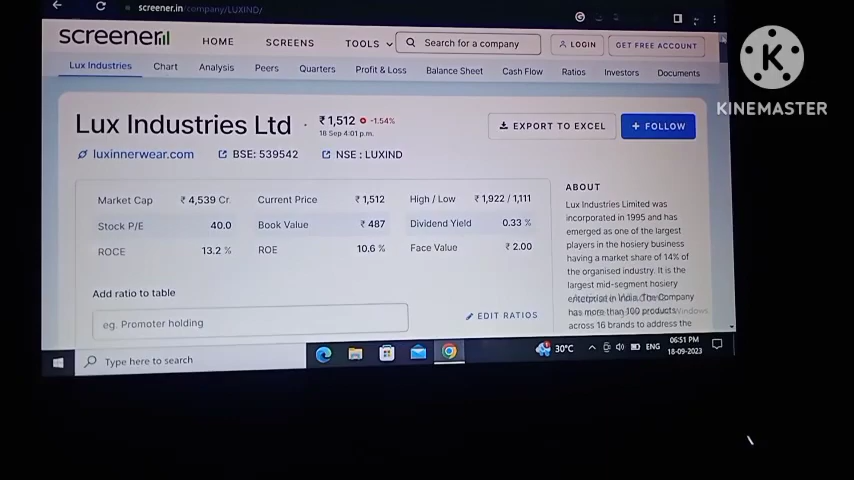 screener.in/company/LUXIND/
screener
HOME SCREENS TOOLS Search for a company LOGIN GET FREE ACCOUNT
Lux Industries Chart Analysis Peers Quarters Profit & Loss Balance Sheet Cash Flow Ratios Investors Documents
K
KINEMASTER
Lux Industries Ltd ₹ 1,512 -1.54%
18 Sep 4:01 p.m.
EXPORT TO EXCEL + FOLLOW
luxinnerwear.com BSE: 539542 NSE : LUXIND
Market Cap ₹ 4,539 Cr. Current Price ₹ 1,512 High / Low ₹ 1,922 / 1,111
Stock P/E 40.0 Book Value ₹ 487 Dividend Yield 0.33 %
ROCE 13.2 % ROE 10.6 % Face Value ₹ 2.00
Add ratio to table
eg. Promoter holding
EDIT RATIOS
ABOUT
Lux Industries Limited was
incorporated in 1995 and has
emerged as one of the largest
players in the hosiery business
having a market share of 14% of
the organised industry. It is the
largest mid-segment hosiery
enterprise in India. The Company
has more than 100 products
across 16 brands to address the
Type here to search
30°C ENG 06:51 PM
18-09-2023